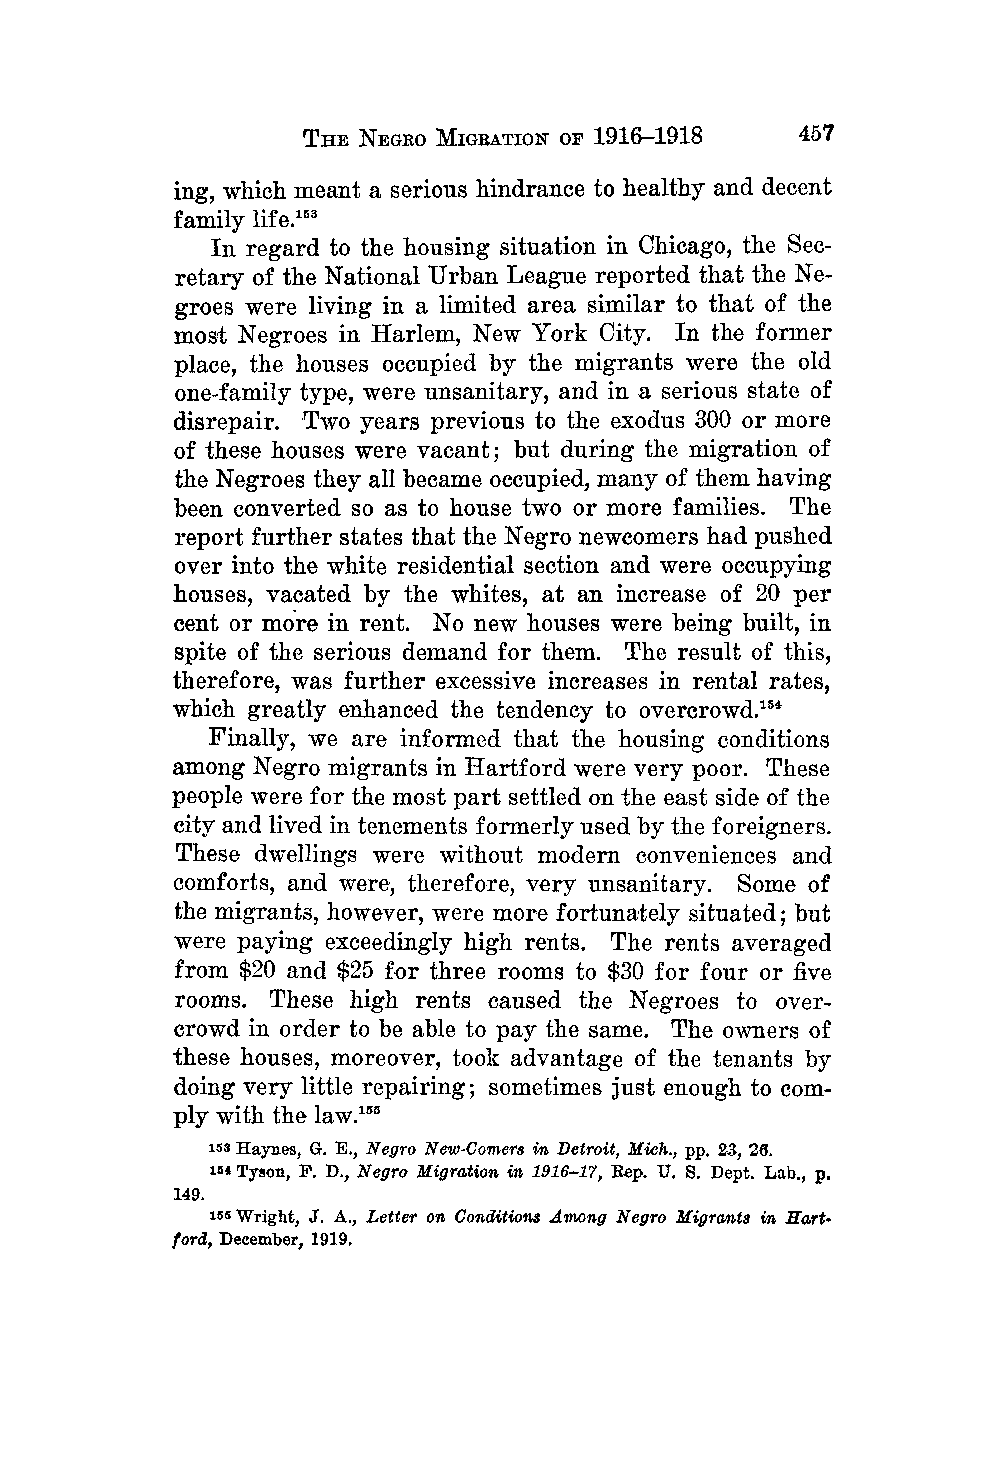 THE NEGRO MIGRATION OF 1916–1918 457
ing, which meant a serious hindrance to healthy and decent
family life.¹⁵³
In regard to the housing situation in Chicago, the Sec-
retary of the National Urban League reported that the Ne-
groes were living in a limited area similar to that of the
most Negroes in Harlem, New York City. In the former
place, the houses occupied by the migrants were the old
one-family type, were unsanitary, and in a serious state of
disrepair. Two years previous to the exodus 300 or more
of these houses were vacant; but during the migration of
the Negroes they all became occupied, many of them having
been converted so as to house two or more families. The
report further states that the Negro newcomers had pushed
over into the white residential section and were occupying
houses, vacated by the whites, at an increase of 20 per
cent or more in rent. No new houses were being built, in
spite of the serious demand for them. The result of this,
therefore, was further excessive increases in rental rates,
which greatly enhanced the tendency to overcrowd.¹⁵⁴
Finally, we are informed that the housing conditions
among Negro migrants in Hartford were very poor. These
people were for the most part settled on the east side of the
city and lived in tenements formerly used by the foreigners.
These dwellings were without modern conveniences and
comforts, and were, therefore, very unsanitary. Some of
the migrants, however, were more fortunately situated; but
were paying exceedingly high rents. The rents averaged
from $20 and $25 for three rooms to $30 for four or five
rooms. These high rents caused the Negroes to over-
crowd in order to be able to pay the same. The owners of
these houses, moreover, took advantage of the tenants by
doing very little repairing; sometimes just enough to com-
ply with the law.¹⁵⁵
¹⁵³ Haynes, G. E., Negro New-Comers in Detroit, Mich., pp. 23, 26.
¹⁵⁴ Tyson, F. D., Negro Migration in 1916–17, Rep. U. S. Dept. Lab., p.
149.
¹⁵⁵ Wright, J. A., Letter on Conditions Among Negro Migrants in Hart-
ford, December, 1919.